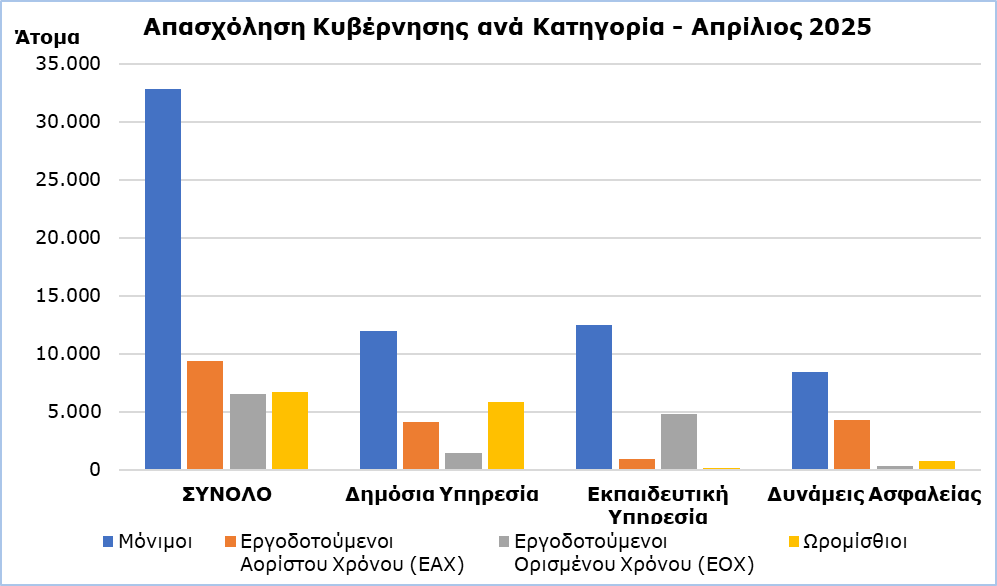 Απασχόληση Κυβέρνησης ανά Κατηγορία - Απρίλιος 2025
Άτομα
35.000
30.000
25.000
20.000
15.000
10.000
5.000
0
ΣΥΝΟΛΟ
Δημόσια Υπηρεσία
Εκπαιδευτική
Υπηρεσία
Δυνάμεις Ασφαλείας
Μόνιμοι
Εργοδοτούμενοι
Αορίστου Χρόνου (ΕΑΧ)
Εργοδοτούμενοι
Ορισμένου Χρόνου (ΕΟΧ)
Ωρομίσθιοι